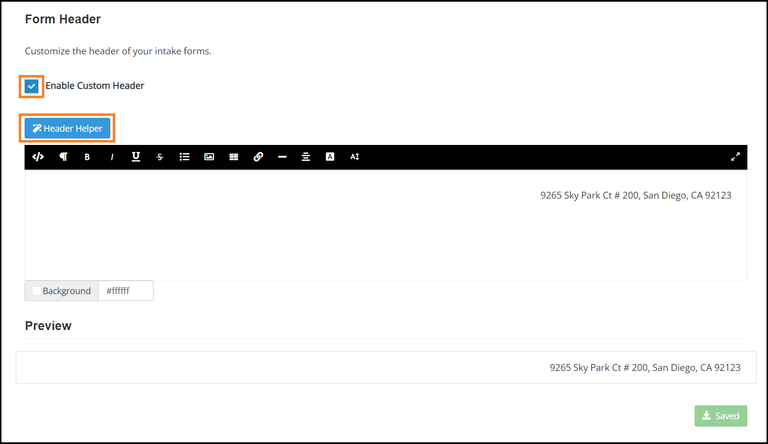 Form Header
Customize the header of your intake forms.
Enable Custom Header
Header Helper
B I U S A A
9265 Sky Park Ct # 200, San Diego, CA 92123
Background #ffffff
Preview
9265 Sky Park Ct # 200, San Diego, CA 92123
Saved